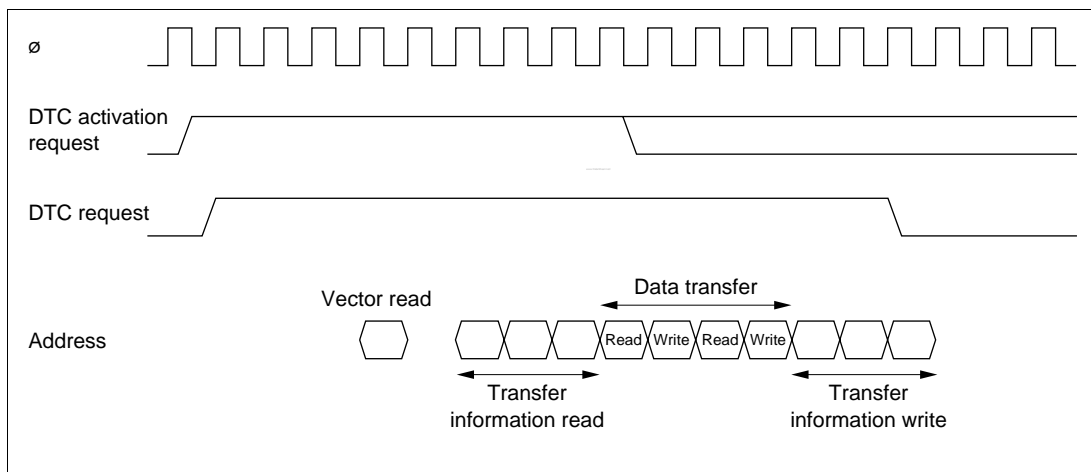 ø
DTC activation
request
DTC request
Data transfer
Vector read
Address
Read Write Read Write
Transfer
information read
Transfer
information write